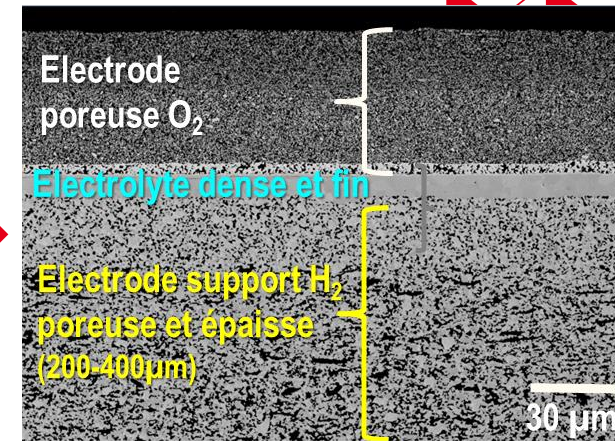 Electrode
poreuse O₂
Electrolyte dense et fin
Electrode support H₂
poreuse et épaisse
(200-400µm)
30 µm